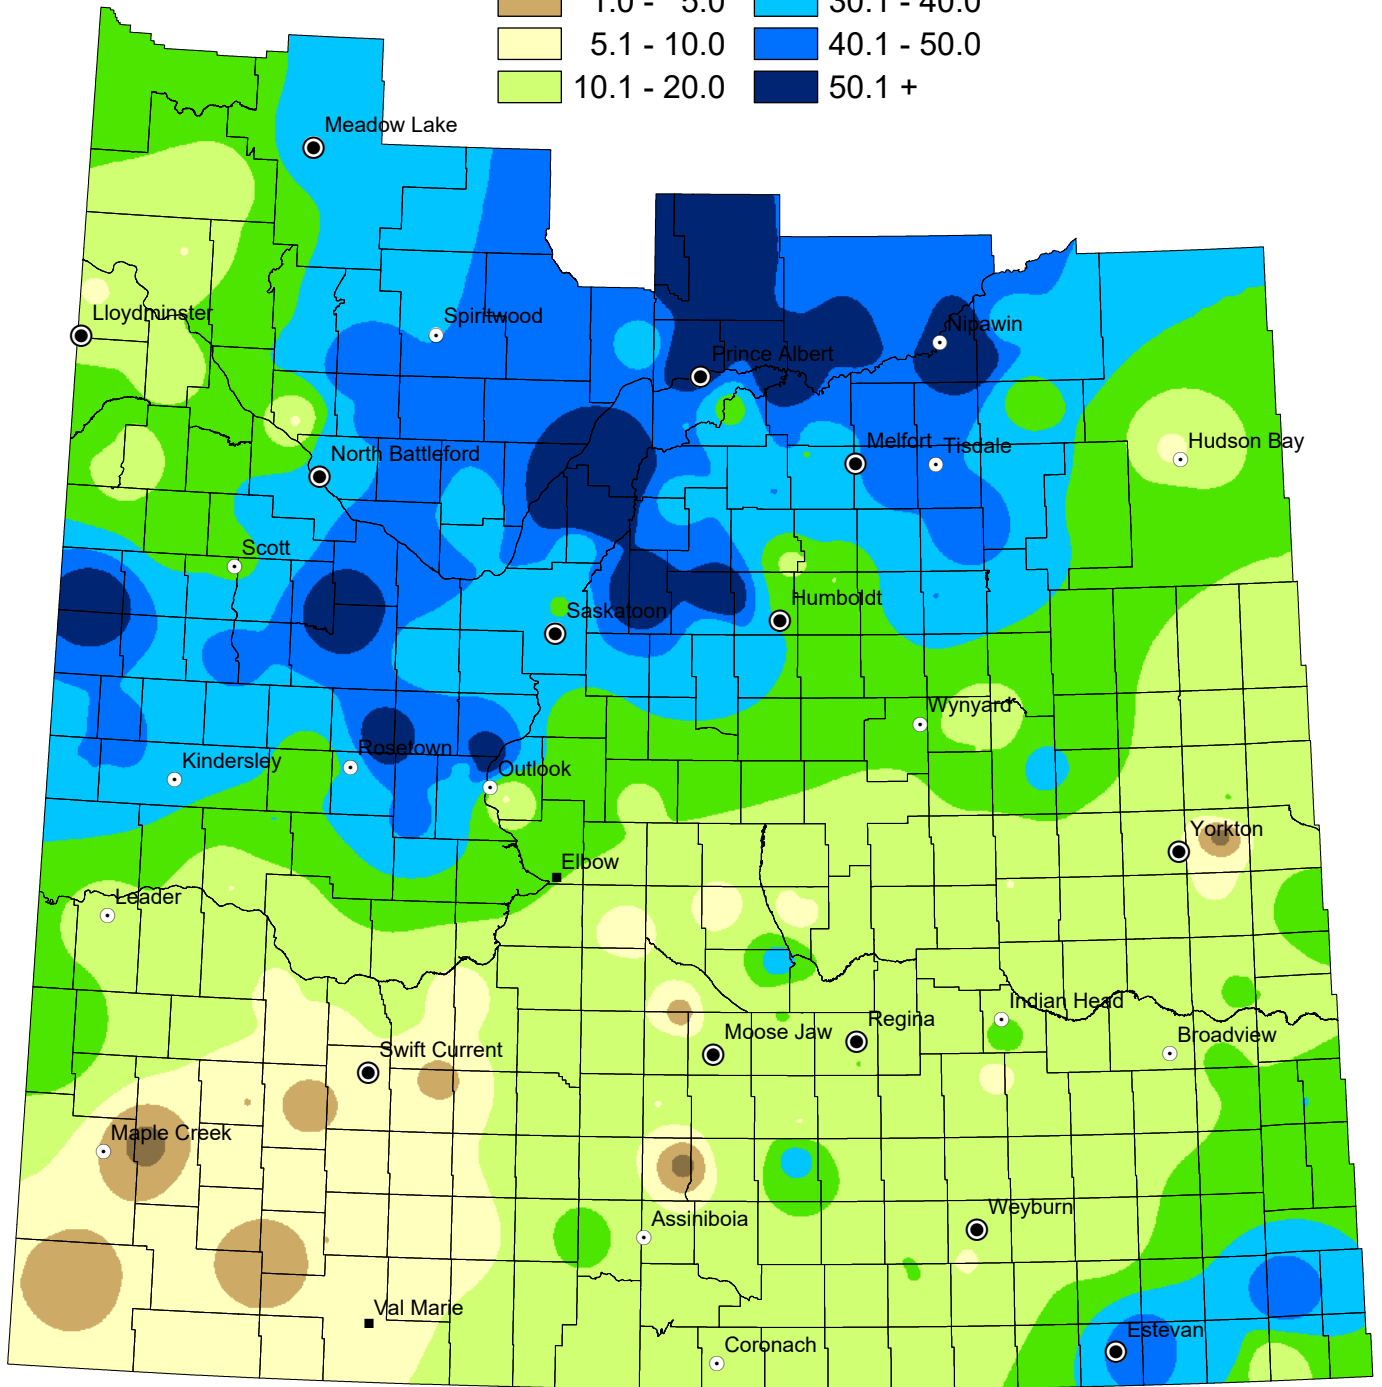 1.0 - 5.0 30.1 - 40.0
5.1 - 10.0 40.1 - 50.0
10.1 - 20.0 50.1 +
Meadow Lake
Lloydminster
Spiritwood
Nipawin
Prince Albert
North Battleford
Melfort
Tisdale
Hudson Bay
Scott
Saskatoon
Humboldt
Wynyard
Rosetown
Kindersley
Outlook
Yorkton
Elbow
Leader
Indian Head
Regina
Moose Jaw
Broadview
Swift Current
Maple Creek
Assiniboia
Weyburn
Val Marie
Estevan
Coronach